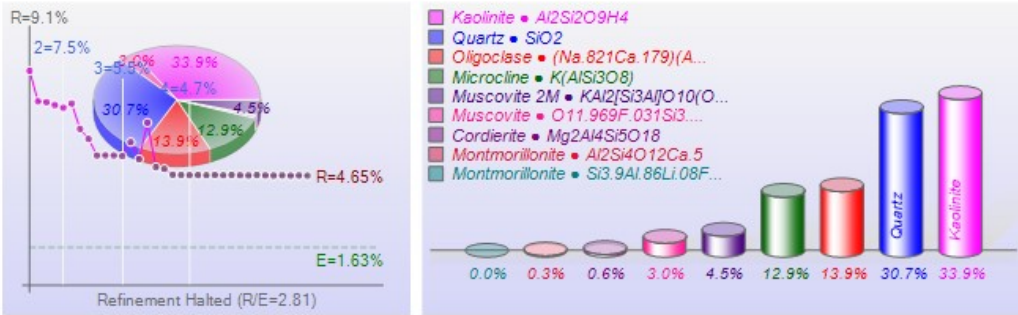 R=9.1%
2=7.5%
3=5.5%
4=4.7%
3.0%
33.9%
4.5%
30.7%
12.9%
13.9%
R=4.65%
E=1.63%
Refinement Halted (R/E=2.81)
Kaolinite ● Al2Si2O9H4
Quartz ● SiO2
Oligoclase ● (Na.821Ca.179)(A...
Microcline ● K(AlSi3O8)
Muscovite 2M ● KAl2[Si3Al]O10(O...
Muscovite ● O11.969F.031Si3....
Cordierite ● Mg2Al4Si5O18
Montmorillonite ● Al2Si4O12Ca.5
Montmorillonite ● Si3.9Al.86Li.08F...
Quartz
Kaolinite
0.0% 0.3% 0.6% 3.0% 4.5% 12.9% 13.9% 30.7% 33.9%